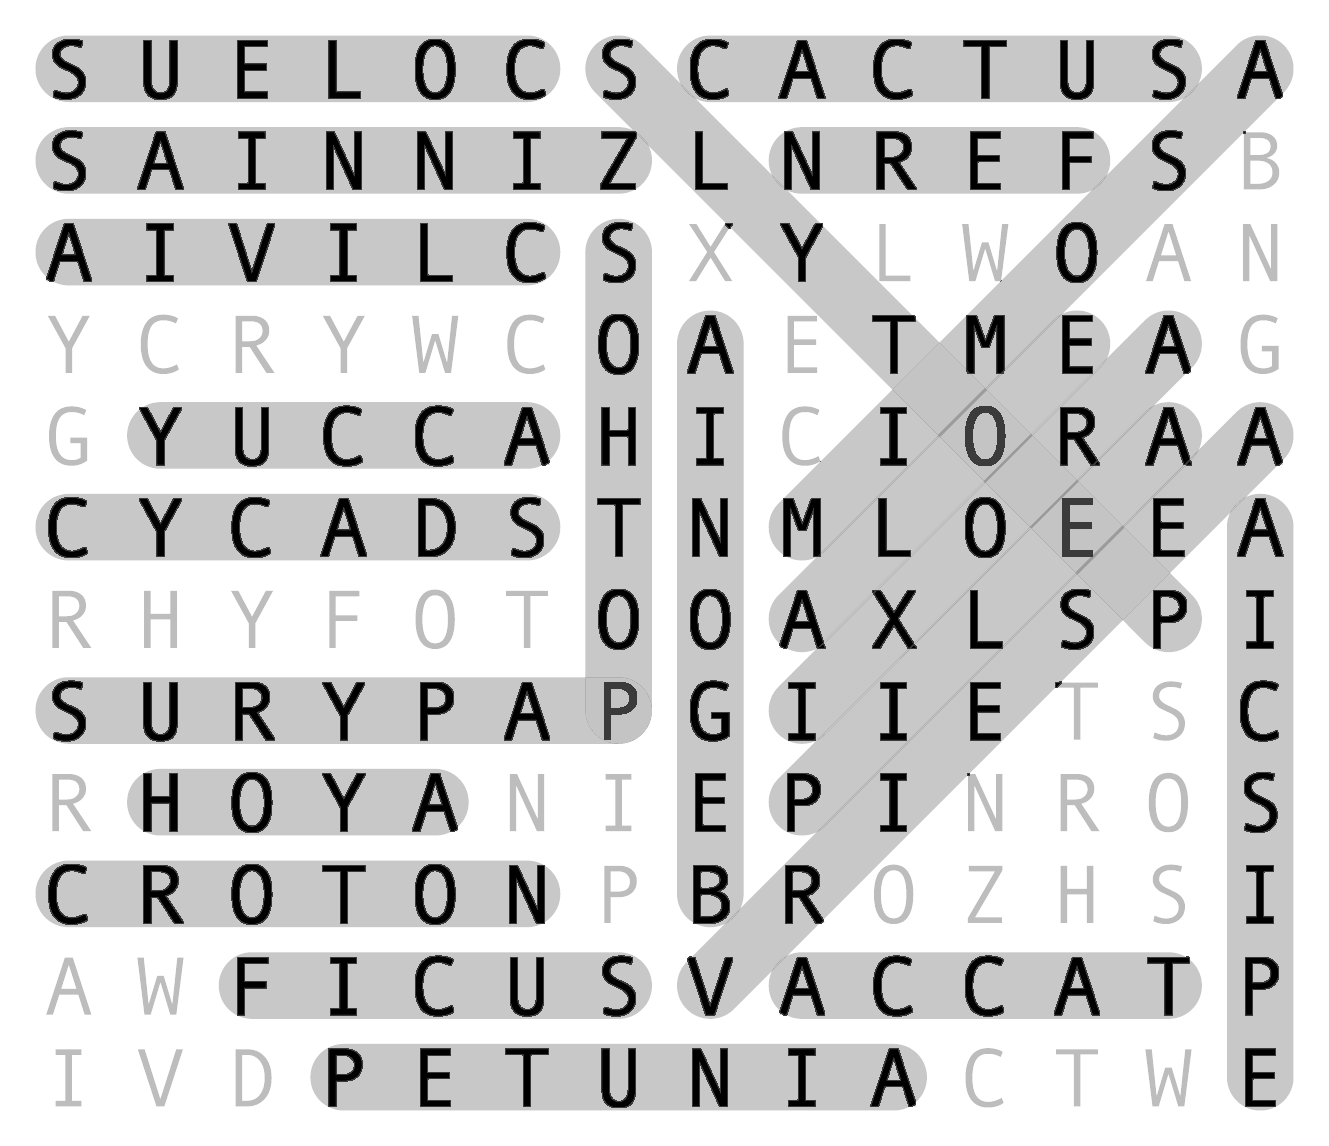 S U E L O C S C A C T U S A
S A I N N I Z L N R E F S B
A I V I L C S X Y L W O A N
Y C R Y W C O A E T M E A G
G Y U C C A H I C I O R A A
C Y C A D S T N M L O E E A
R H Y F O T O O A X L S P I
S U R Y P A P G I I E T S C
R H O Y A N I E P I N R O S
C R O T O N P B R O Z H S I
A W F I C U S V A C C A T P
I V D P E T U N I A C T W E